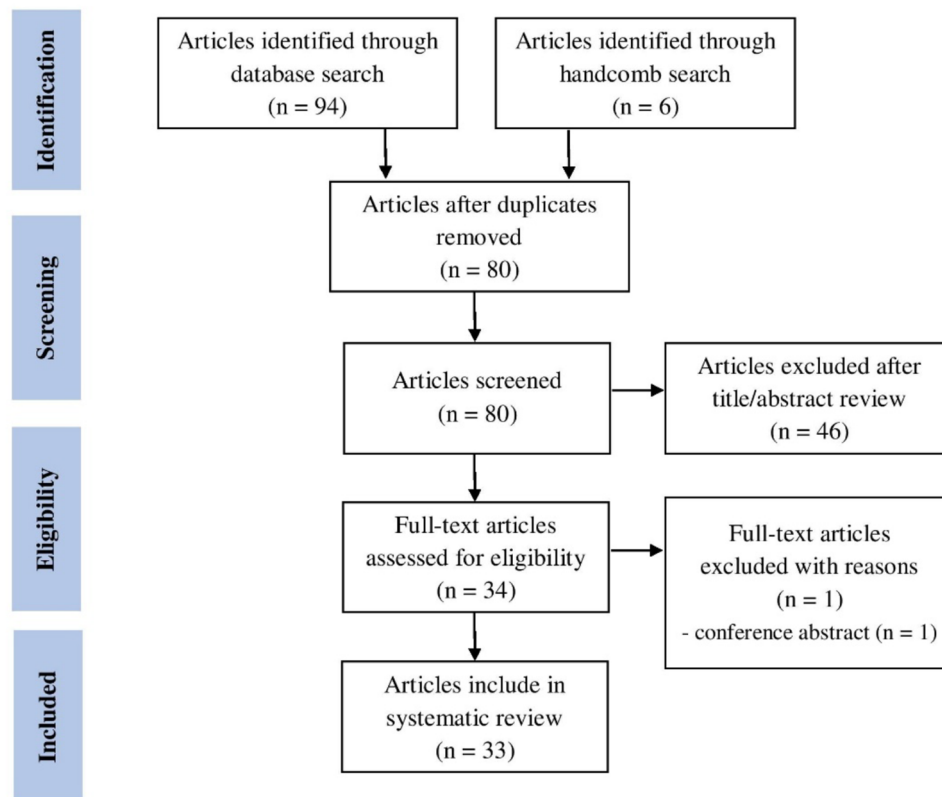 Identification
Articles identified through
database search
(n = 94)
Articles identified through
handcomb search
(n = 6)
Articles after duplicates
removed
(n = 80)
Screening
Articles screened
(n = 80)
Articles excluded after
title/abstract review
(n = 46)
Eligibility
Full-text articles
assessed for eligibility
(n = 34)
Full-text articles
excluded with reasons
(n = 1)
- conference abstract (n = 1)
Included
Articles include in
systematic review
(n = 33)